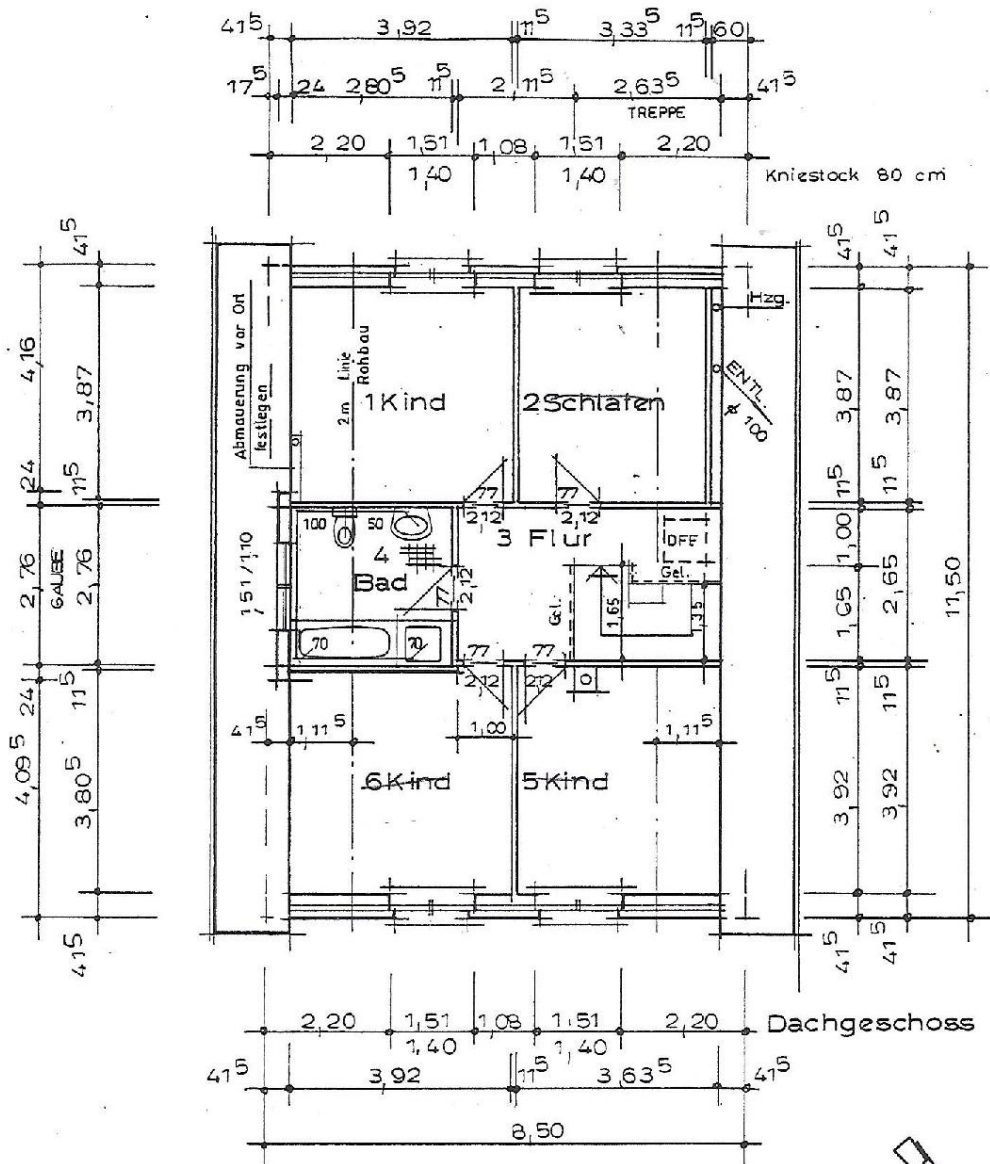 41⁵ 3,92 11⁵ 3,33⁵ 11⁵ 60
17⁵ 24 2,80⁵ 11⁵ 2,11⁵ 2,63⁵ 41⁵
TREPPE
2,20 1,51 1,08 1,51 2,20
1,40 1,40
Kniestock 80 cm
41⁵ 41⁵ 41⁵ 41⁵
4,16 3,87
24 11⁵
2,76 2,76
GAUBE
24 11⁵
4,09⁵ 3,80⁵
41⁵
Abmauerung vor Ort
festlegen
2m Linie
Rohbau
1 Kind
2 Schlafen
Hzg.
ENTL.
ø 100
77 77
2,12 2,12
3 Flur
DFF
Gel.
Gel.
1,65
1,35
100 50
4
Bad
77
2,12
1,51/1,10
70 70
77 77
2,12 2,12
41⁵ 1,11⁵ 1,00 1,11⁵
6 Kind
5 Kind
3,87 3,87
11⁵ 11⁵
1,00
1,65 2,65
11,50
11⁵ 11⁵
3,92 3,92
41⁵ 41⁵
2,20 1,51 1,08 1,51 2,20
1,40 1,40
Dachgeschoss
41⁵ 3,92 11⁵ 3,63⁵ 41⁵
8,50